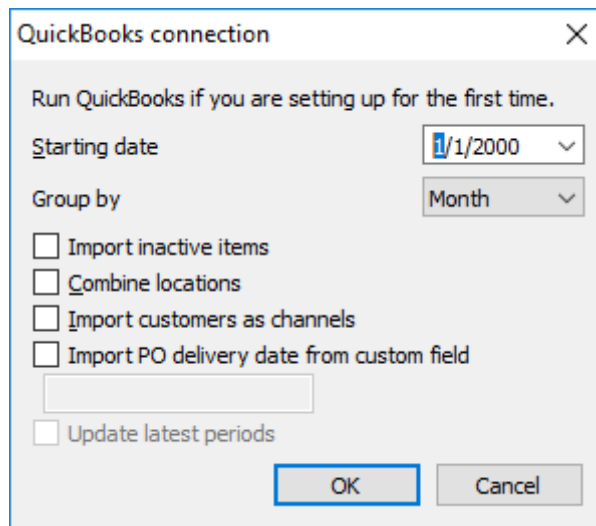 QuickBooks connection
Run QuickBooks if you are setting up for the first time.
Starting date 1/1/2000
Group by Month
Import inactive items
Combine locations
Import customers as channels
Import PO delivery date from custom field
Update latest periods
OK Cancel